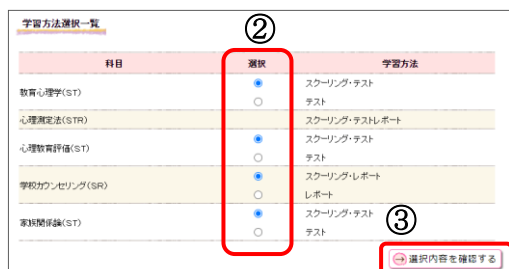 学習方法選択一覧
②
科目 選択 学習方法
教育心理学(ST) スクーリング・テスト
テスト
心理測定法(STR) スクーリング・テストレポート
心理教育評価(ST) スクーリング・テスト
テスト
学校カウンセリング(SR) スクーリング・レポート
レポート
家族関係論(ST) スクーリング・テスト
テスト
③
選択内容を確認する